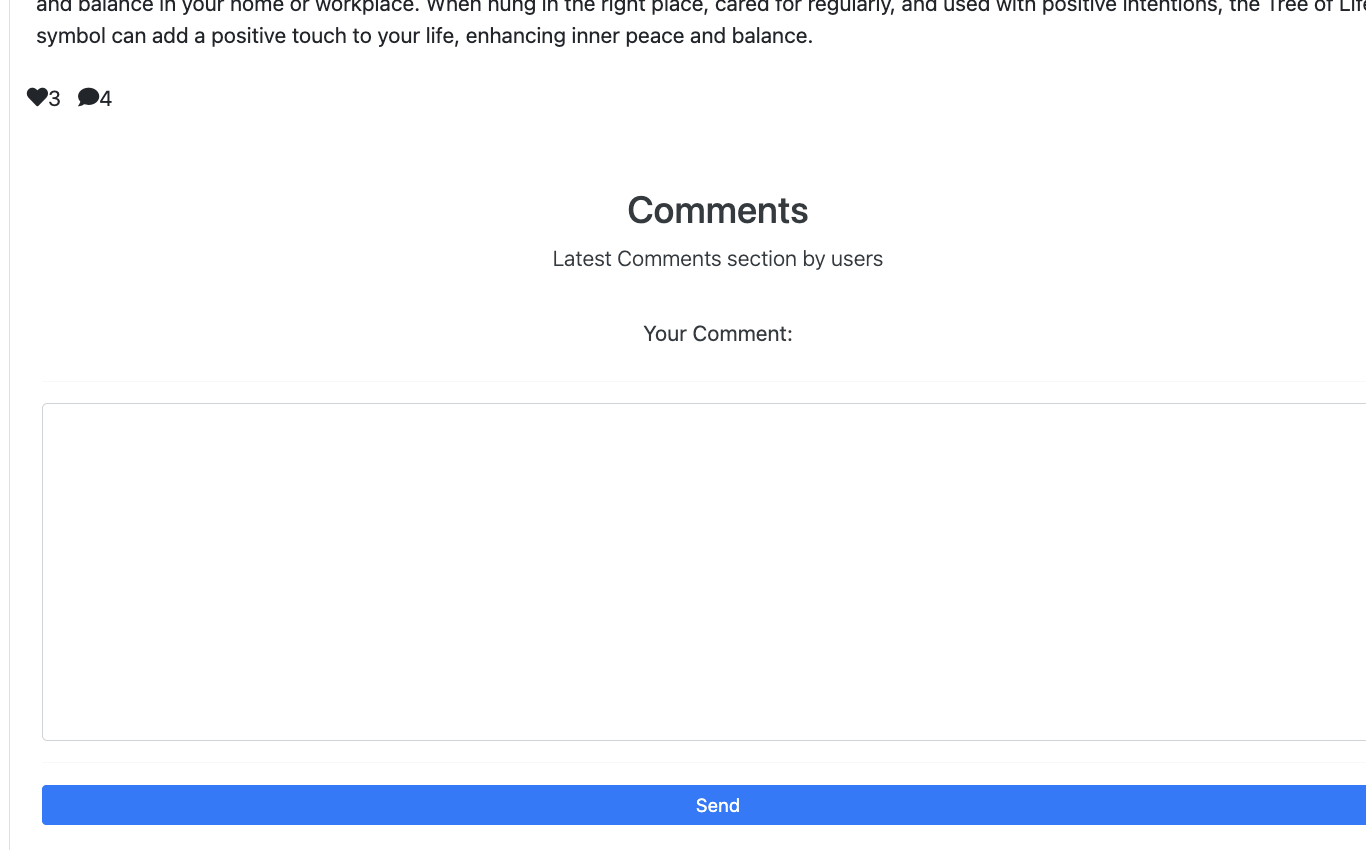 and balance in your home or workplace. When hung in the right place, cared for regularly, and used with positive intentions, the Tree of Life
symbol can add a positive touch to your life, enhancing inner peace and balance.
3 4
Comments
Latest Comments section by users
Your Comment:
Send